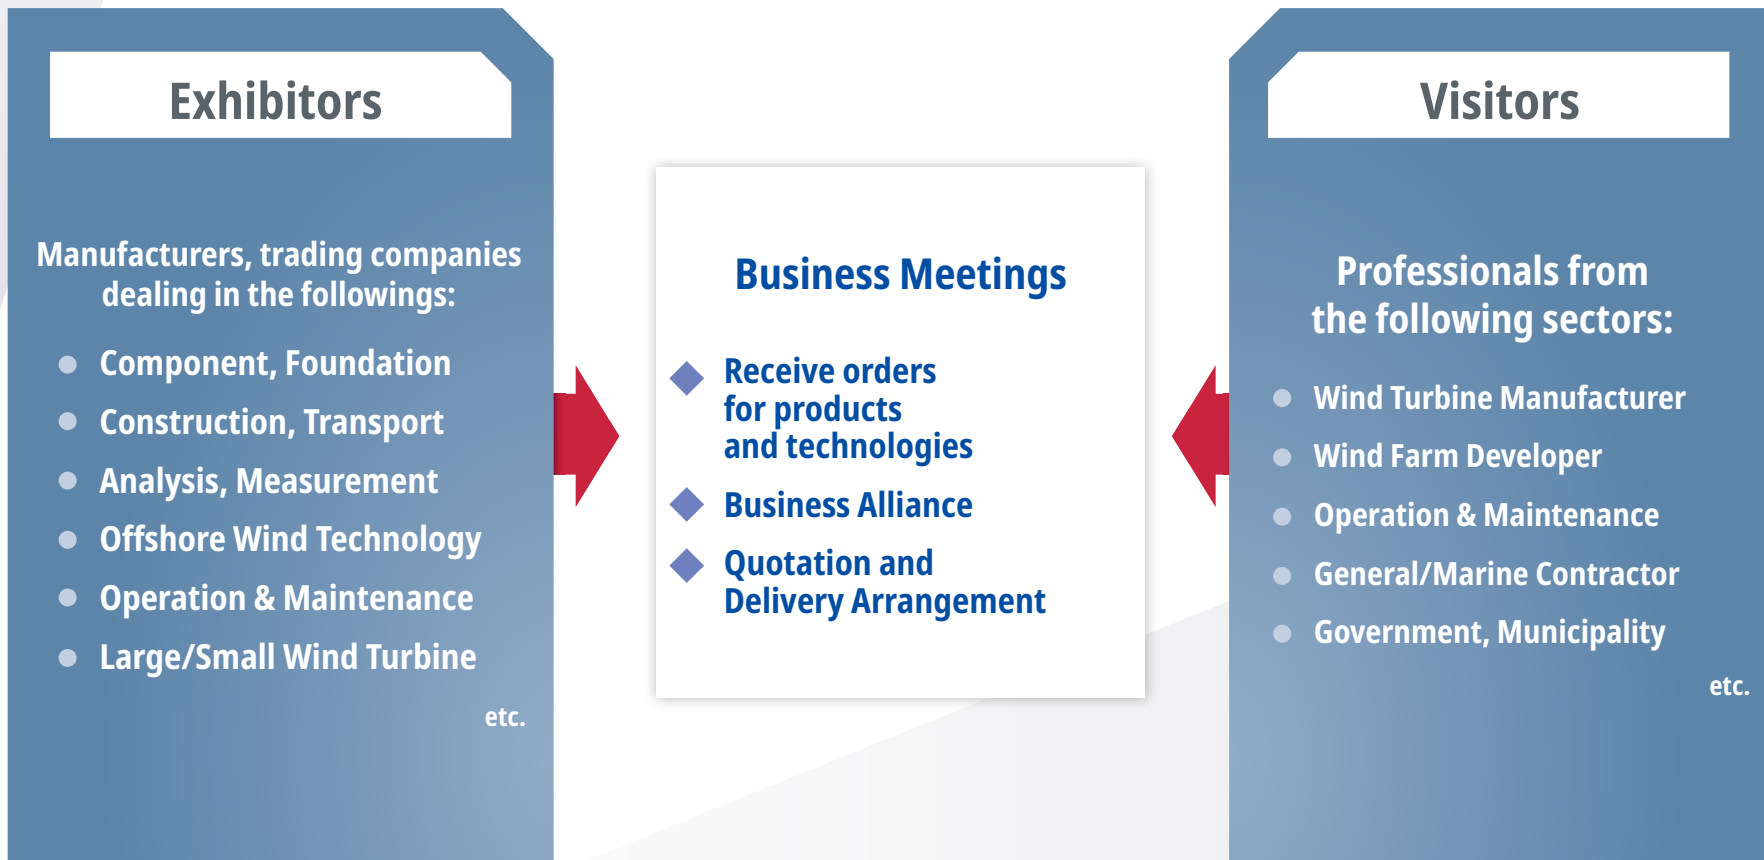 Exhibitors
Manufacturers, trading companies
dealing in the followings:
Component, Foundation
Construction, Transport
Analysis, Measurement
Offshore Wind Technology
Operation & Maintenance
Large/Small Wind Turbine
etc.
Business Meetings
Receive orders
for products
and technologies
Business Alliance
Quotation and
Delivery Arrangement
Visitors
Professionals from
the following sectors:
Wind Turbine Manufacturer
Wind Farm Developer
Operation & Maintenance
General/Marine Contractor
Government, Municipality
etc.